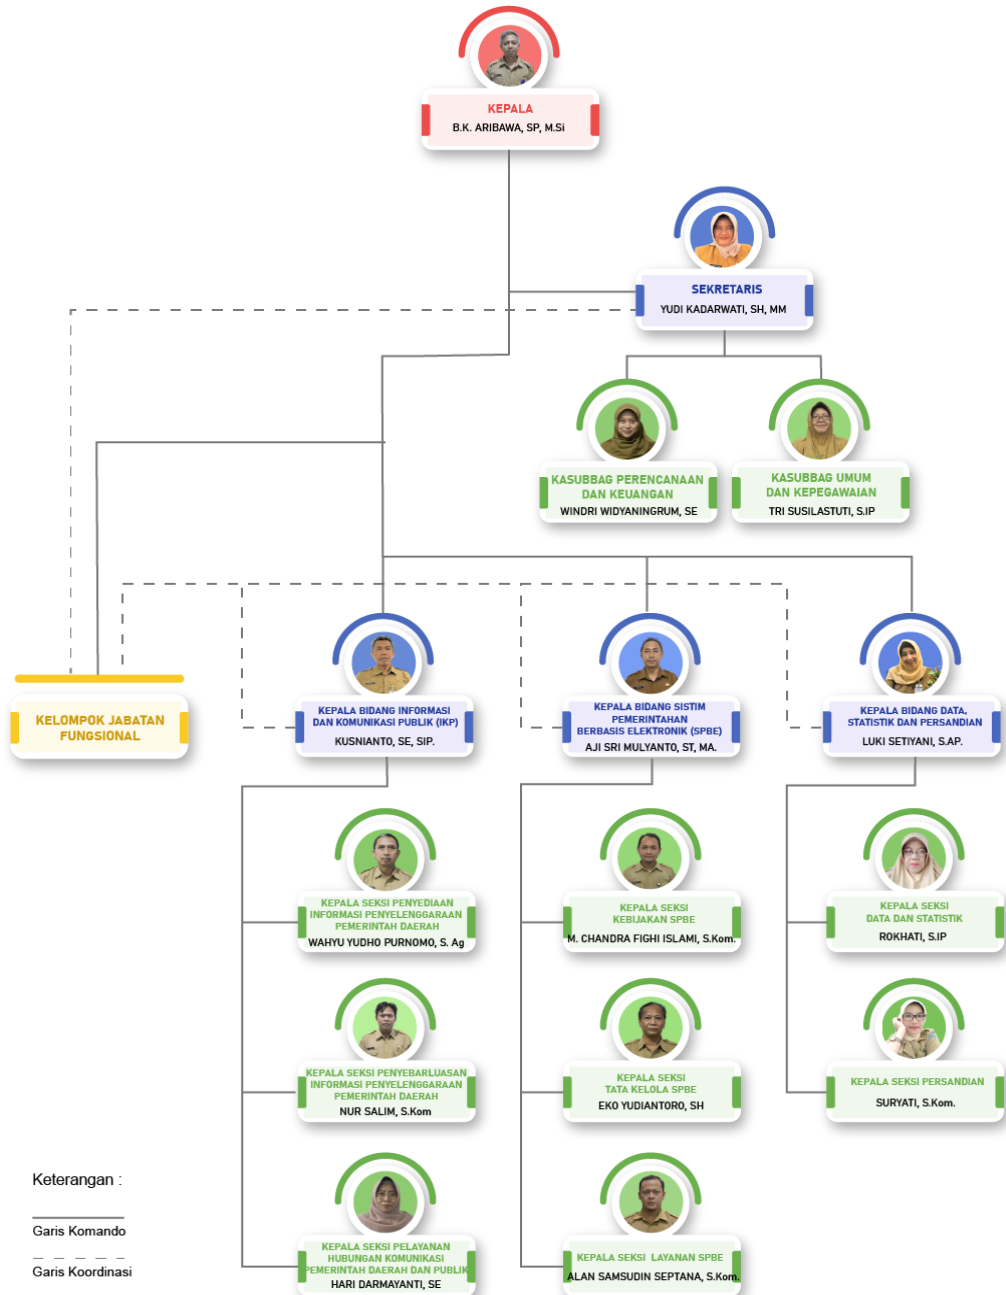 KEPALA
B.K. ARIBAWA, SP, M.Si
SEKRETARIS
YUDI KADARWATI, SH, MM
KASUBBAG PERENCANAAN
DAN KEUANGAN
WINDRI WIDYANINGRUM, SE
KASUBBAG UMUM
DAN KEPEGAWAIAN
TRI SUSILASTUTI, S.IP
KELOMPOK JABATAN
FUNGSIONAL
KEPALA BIDANG INFORMASI
DAN KOMUNIKASI PUBLIK (IKP)
KUSNIANTO, SE, SIP.
KEPALA BIDANG SISTIM
PEMERINTAHAN
BERBASIS ELEKTRONIK (SPBE)
AJI SRI MULYANTO, ST, MA.
KEPALA BIDANG DATA,
STATISTIK DAN PERSANDIAN
LUKI SETIYANI, S.AP.
KEPALA SEKSI PENYEDIAAN
INFORMASI PENYELENGGARAAN
PEMERINTAH DAERAH
WAHYU YUDHO PURNOMO, S. Ag
KEPALA SEKSI
KEBIJAKAN SPBE
M. CHANDRA FIGHI ISLAMI, S.Kom.
KEPALA SEKSI
DATA DAN STATISTIK
ROKHATI, S.IP
KEPALA SEKSI PENYEBARLUASAN
INFORMASI PENYELENGGARAAN
PEMERINTAH DAERAH
NUR SALIM, S.Kom
KEPALA SEKSI
TATA KELOLA SPBE
EKO YUDIANTORO, SH
KEPALA SEKSI PERSANDIAN
SURYATI, S.Kom.
KEPALA SEKSI PELAYANAN
HUBUNGAN KOMUNIKASI
PEMERINTAH DAERAH DAN PUBLIK
HARI DARMAYANTI, SE
KEPALA SEKSI LAYANAN SPBE
ALAN SAMSUDIN SEPTANA, S.Kom.
Keterangan :
Garis Komando
Garis Koordinasi